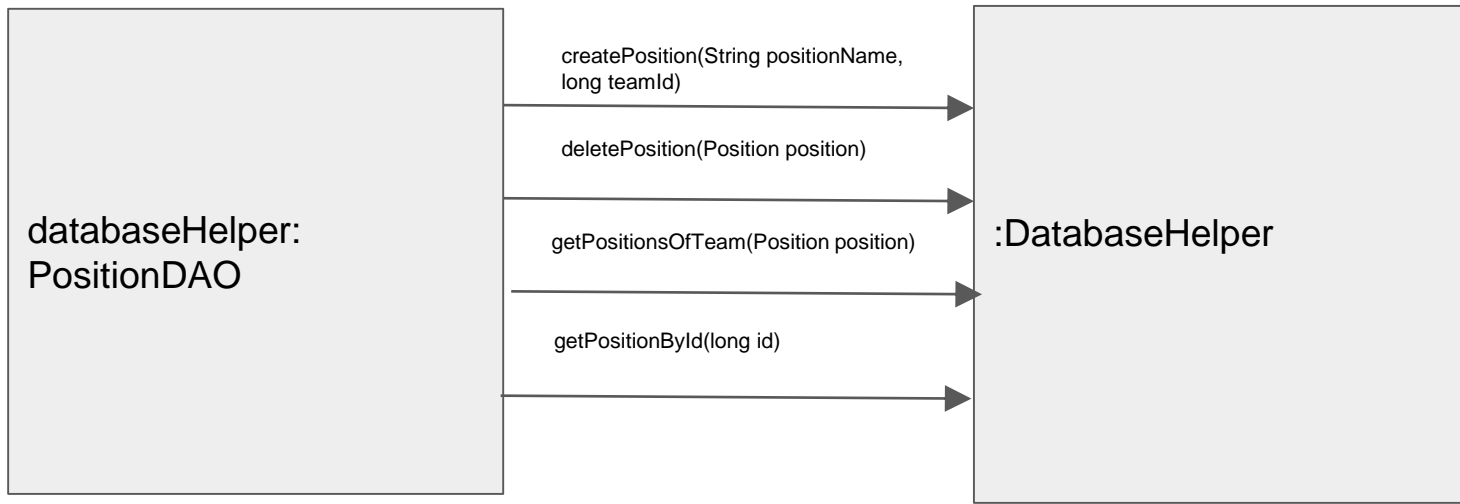 createPosition(String positionName,
long teamId)
deletePosition(Position position)
databaseHelper:
PositionDAO
getPositionsOfTeam(Position position)
:DatabaseHelper
getPositionById(long id)